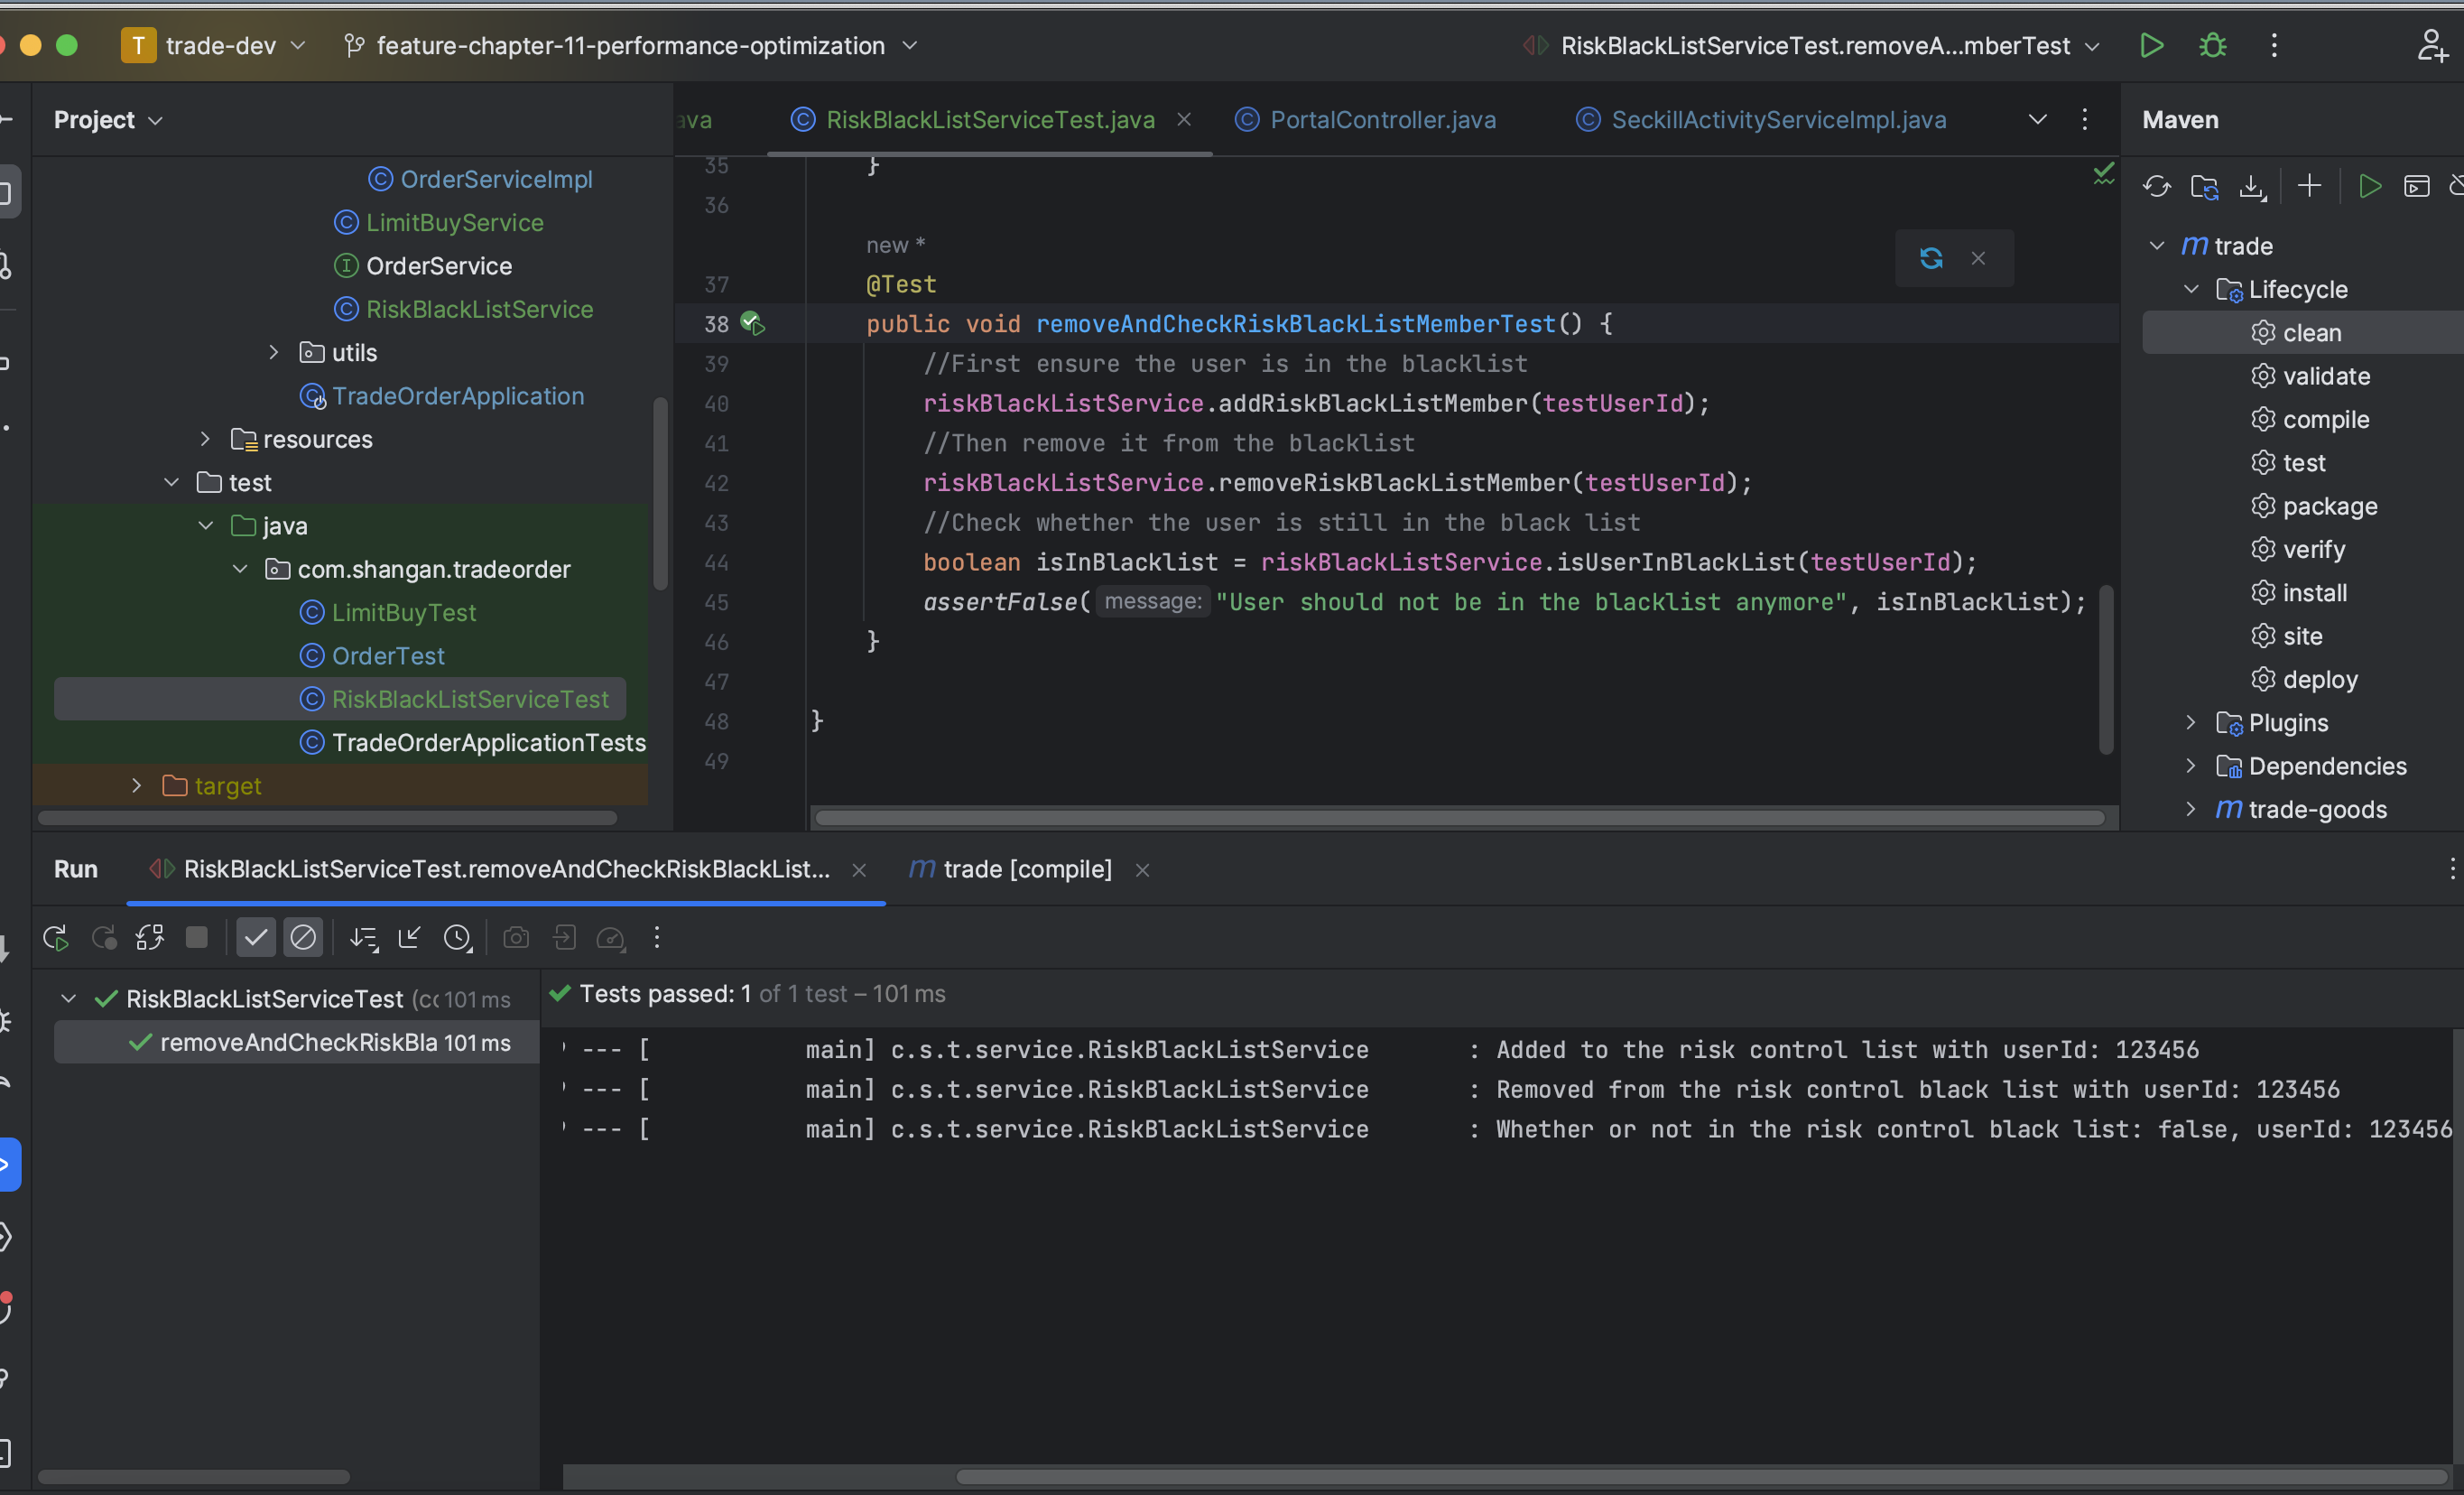 T trade-dev feature-chapter-11-performance-optimization RiskBlackListServiceTest.removeA...mberTest
Project
OrderServiceImpl
LimitBuyService
OrderService
RiskBlackListService
utils
TradeOrderApplication
resources
test
java
com.shangan.tradeorder
LimitBuyTest
OrderTest
RiskBlackListServiceTest
TradeOrderApplicationTests
target
ava RiskBlackListServiceTest.java PortalController.java SeckillActivityServiceImpl.java
35 }
36
new *
37 @Test
38 public void removeAndCheckRiskBlackListMemberTest() {
39 //First ensure the user is in the blacklist
40 riskBlackListService.addRiskBlackListMember(testUserId);
41 //Then remove it from the blacklist
42 riskBlackListService.removeRiskBlackListMember(testUserId);
43 //Check whether the user is still in the black list
44 boolean isInBlacklist = riskBlackListService.isUserInBlackList(testUserId);
45 assertFalse( message: "User should not be in the blacklist anymore", isInBlacklist);
46 }
47
48 }
49
Maven
m trade
Lifecycle
clean
validate
compile
test
package
verify
install
site
deploy
Plugins
Dependencies
m trade-goods
Run RiskBlackListServiceTest.removeAndCheckRiskBlackList... m trade [compile]
RiskBlackListServiceTest (cc 101 ms
removeAndCheckRiskBla 101 ms
Tests passed: 1 of 1 test – 101 ms
--- [ main] c.s.t.service.RiskBlackListService : Added to the risk control list with userId: 123456
--- [ main] c.s.t.service.RiskBlackListService : Removed from the risk control black list with userId: 123456
--- [ main] c.s.t.service.RiskBlackListService : Whether or not in the risk control black list: false, userId: 123456